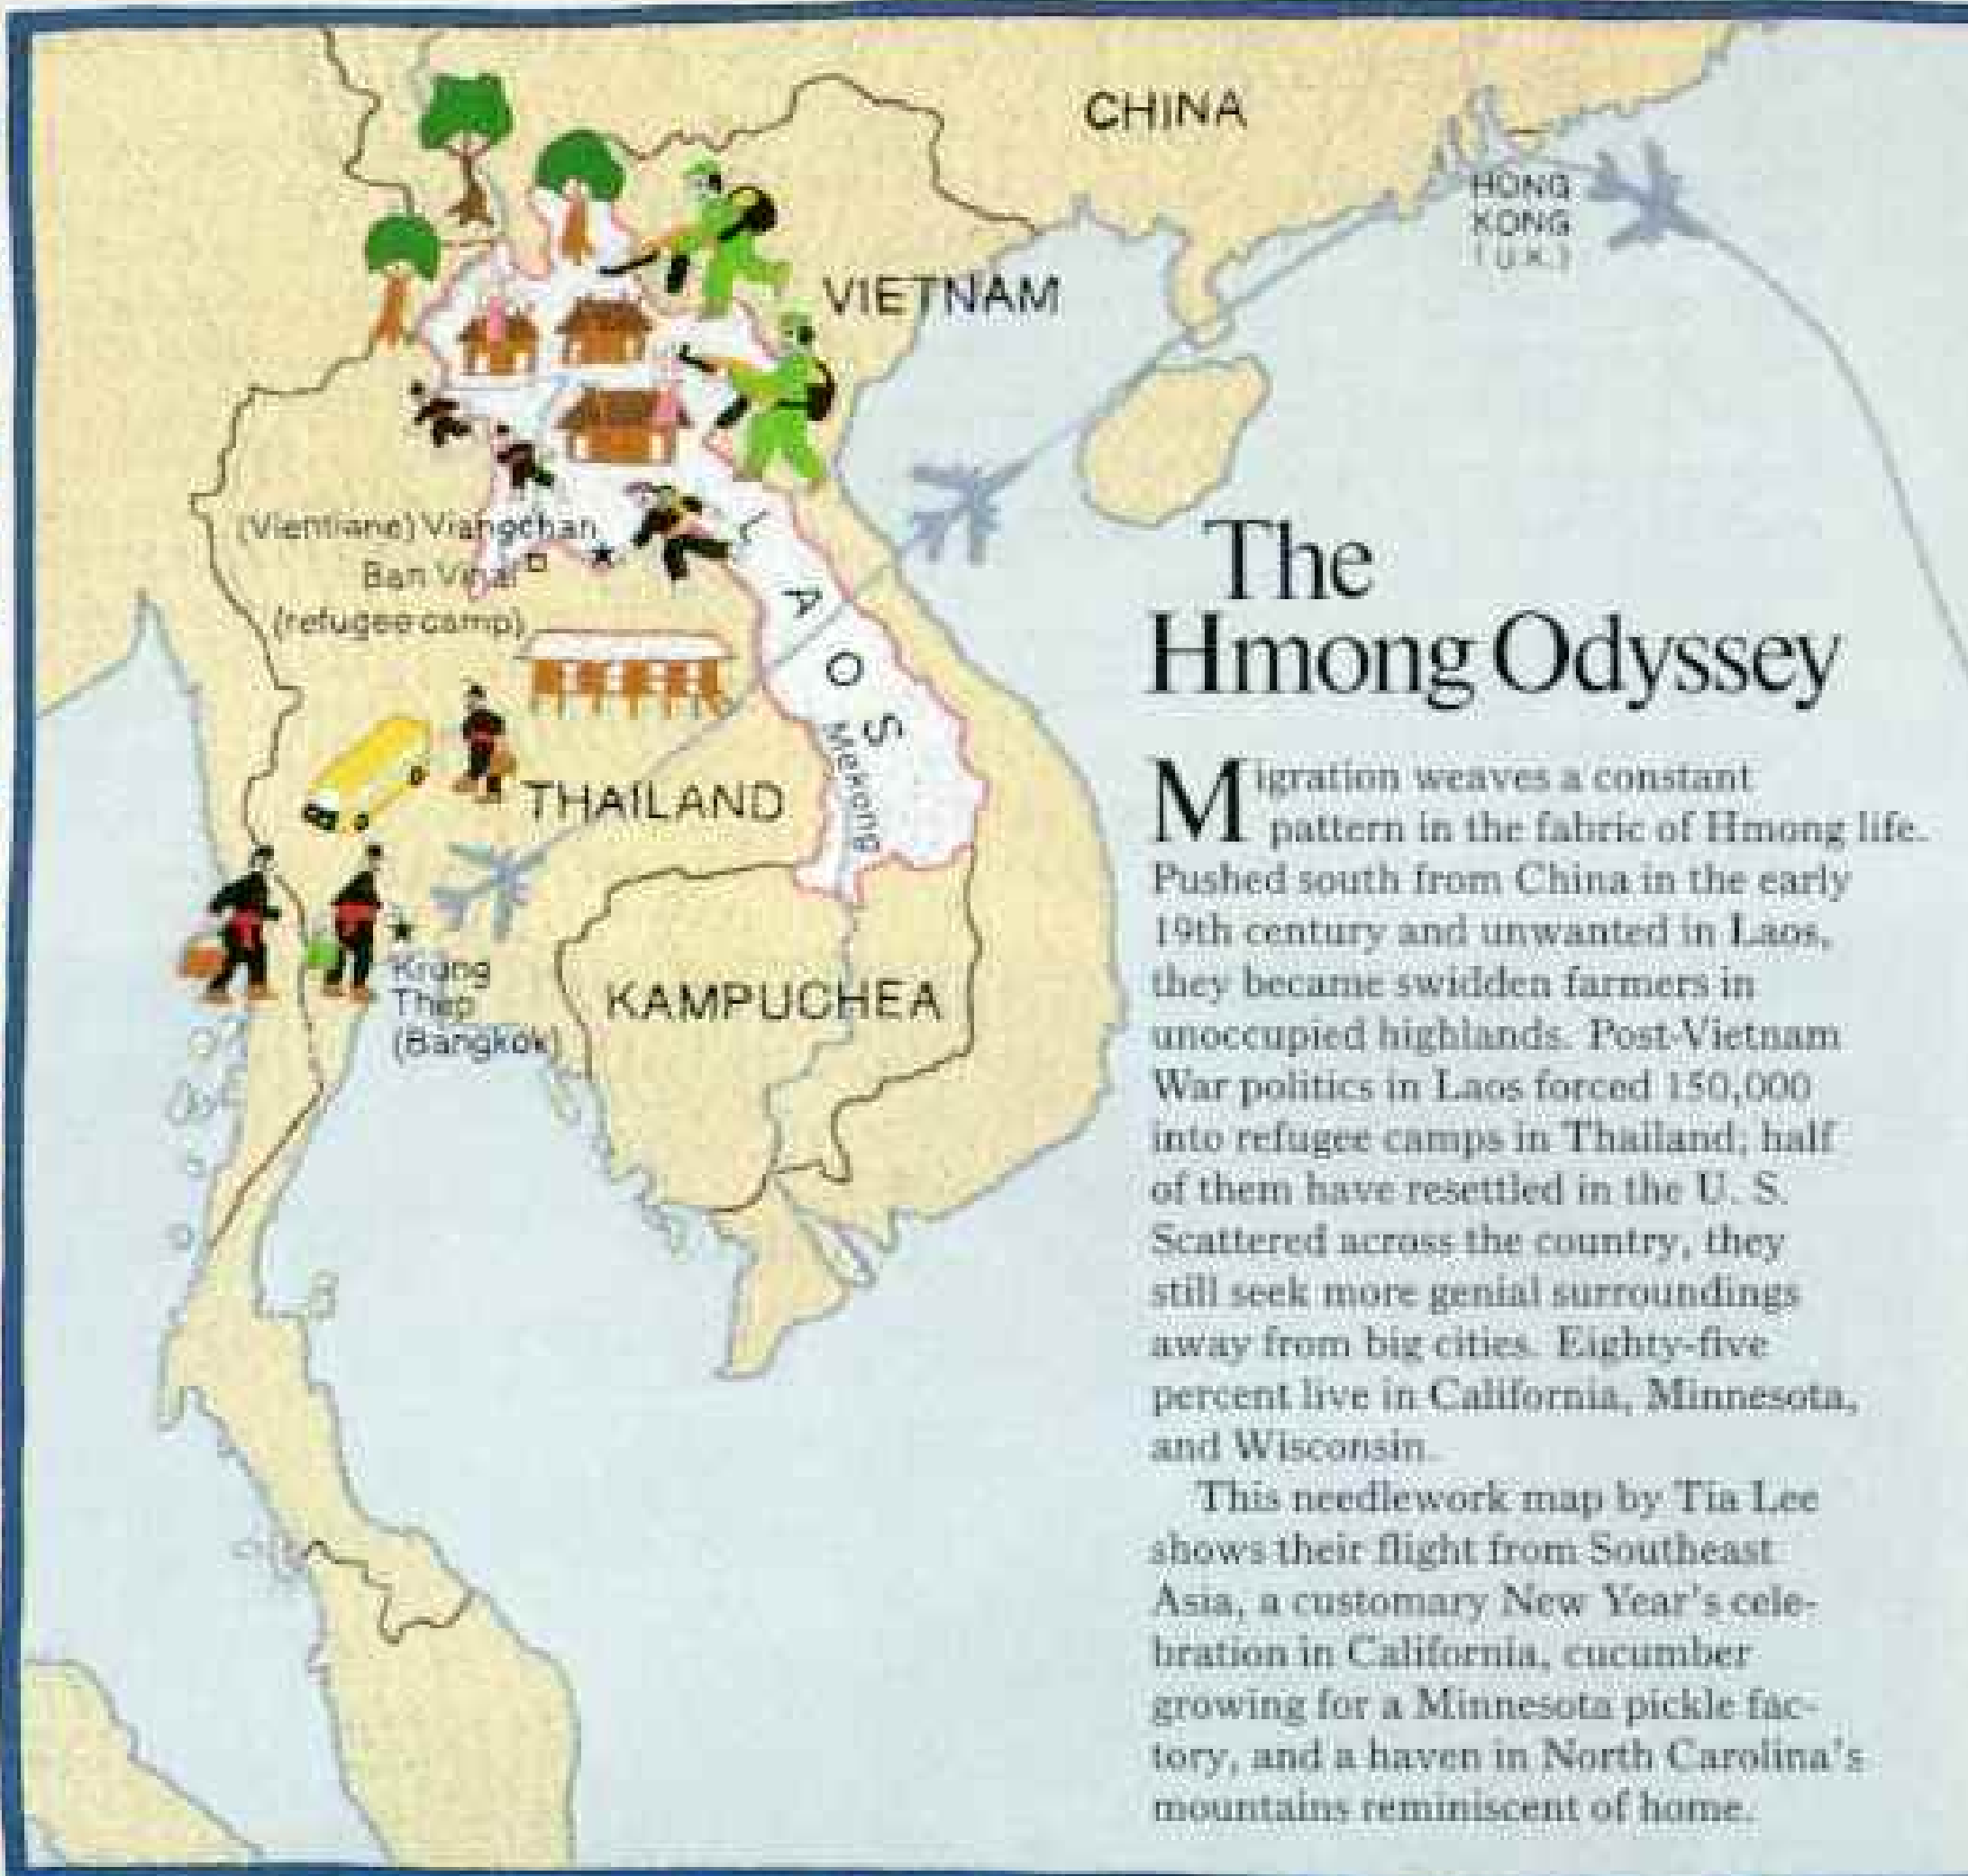 CHINA
HONG
KONG
(U.K.)
VIETNAM
(Vientiane) Viangchan
Ban Vinai
(refugee camp)
LAOS
Mekong
THAILAND
Krung
Thep
(Bangkok)
KAMPUCHEA
The
Hmong Odyssey
Migration weaves a constant
pattern in the fabric of Hmong life.
Pushed south from China in the early
19th century and unwanted in Laos,
they became swidden farmers in
unoccupied highlands. Post-Vietnam
War politics in Laos forced 150,000
into refugee camps in Thailand; half
of them have resettled in the U. S.
Scattered across the country, they
still seek more genial surroundings
away from big cities. Eighty-five
percent live in California, Minnesota,
and Wisconsin.
This needlework map by Tia Lee
shows their flight from Southeast
Asia, a customary New Year's cele-
bration in California, cucumber
growing for a Minnesota pickle fac-
tory, and a haven in North Carolina's
mountains reminiscent of home.